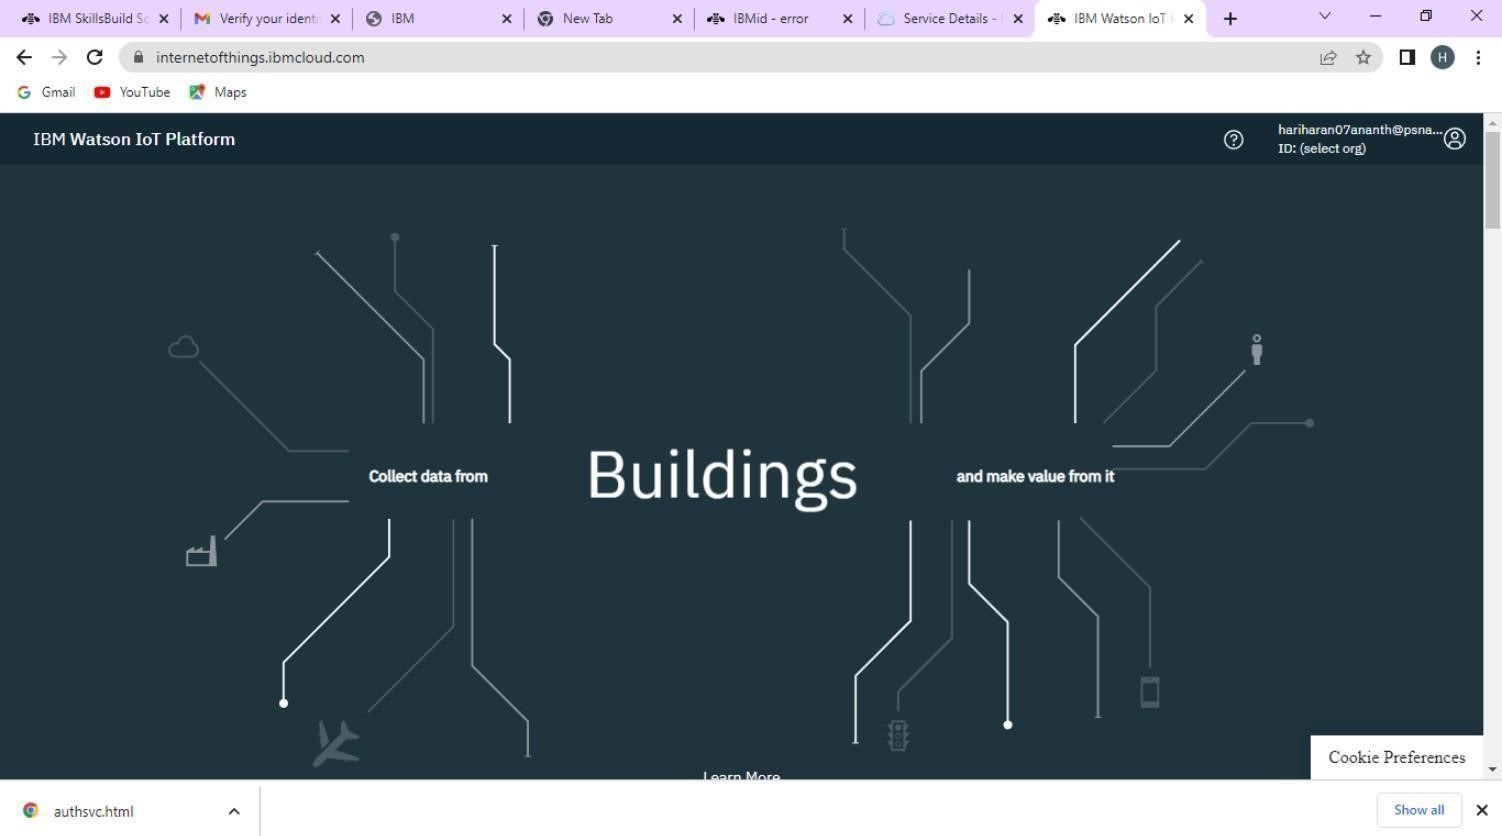 IBM SkillsBuild So
Verify your identi
IBM
New Tab
IBMid - error
Service Details -
IBM Watson IoT
internetofthings.ibmcloud.com
H
Gmail
YouTube
Maps
IBM Watson IoT Platform
hariharan07ananth@psna...
ID: (select org)
Collect data from
Buildings
and make value from it
Learn More
Cookie Preferences
authsvc.html
Show all